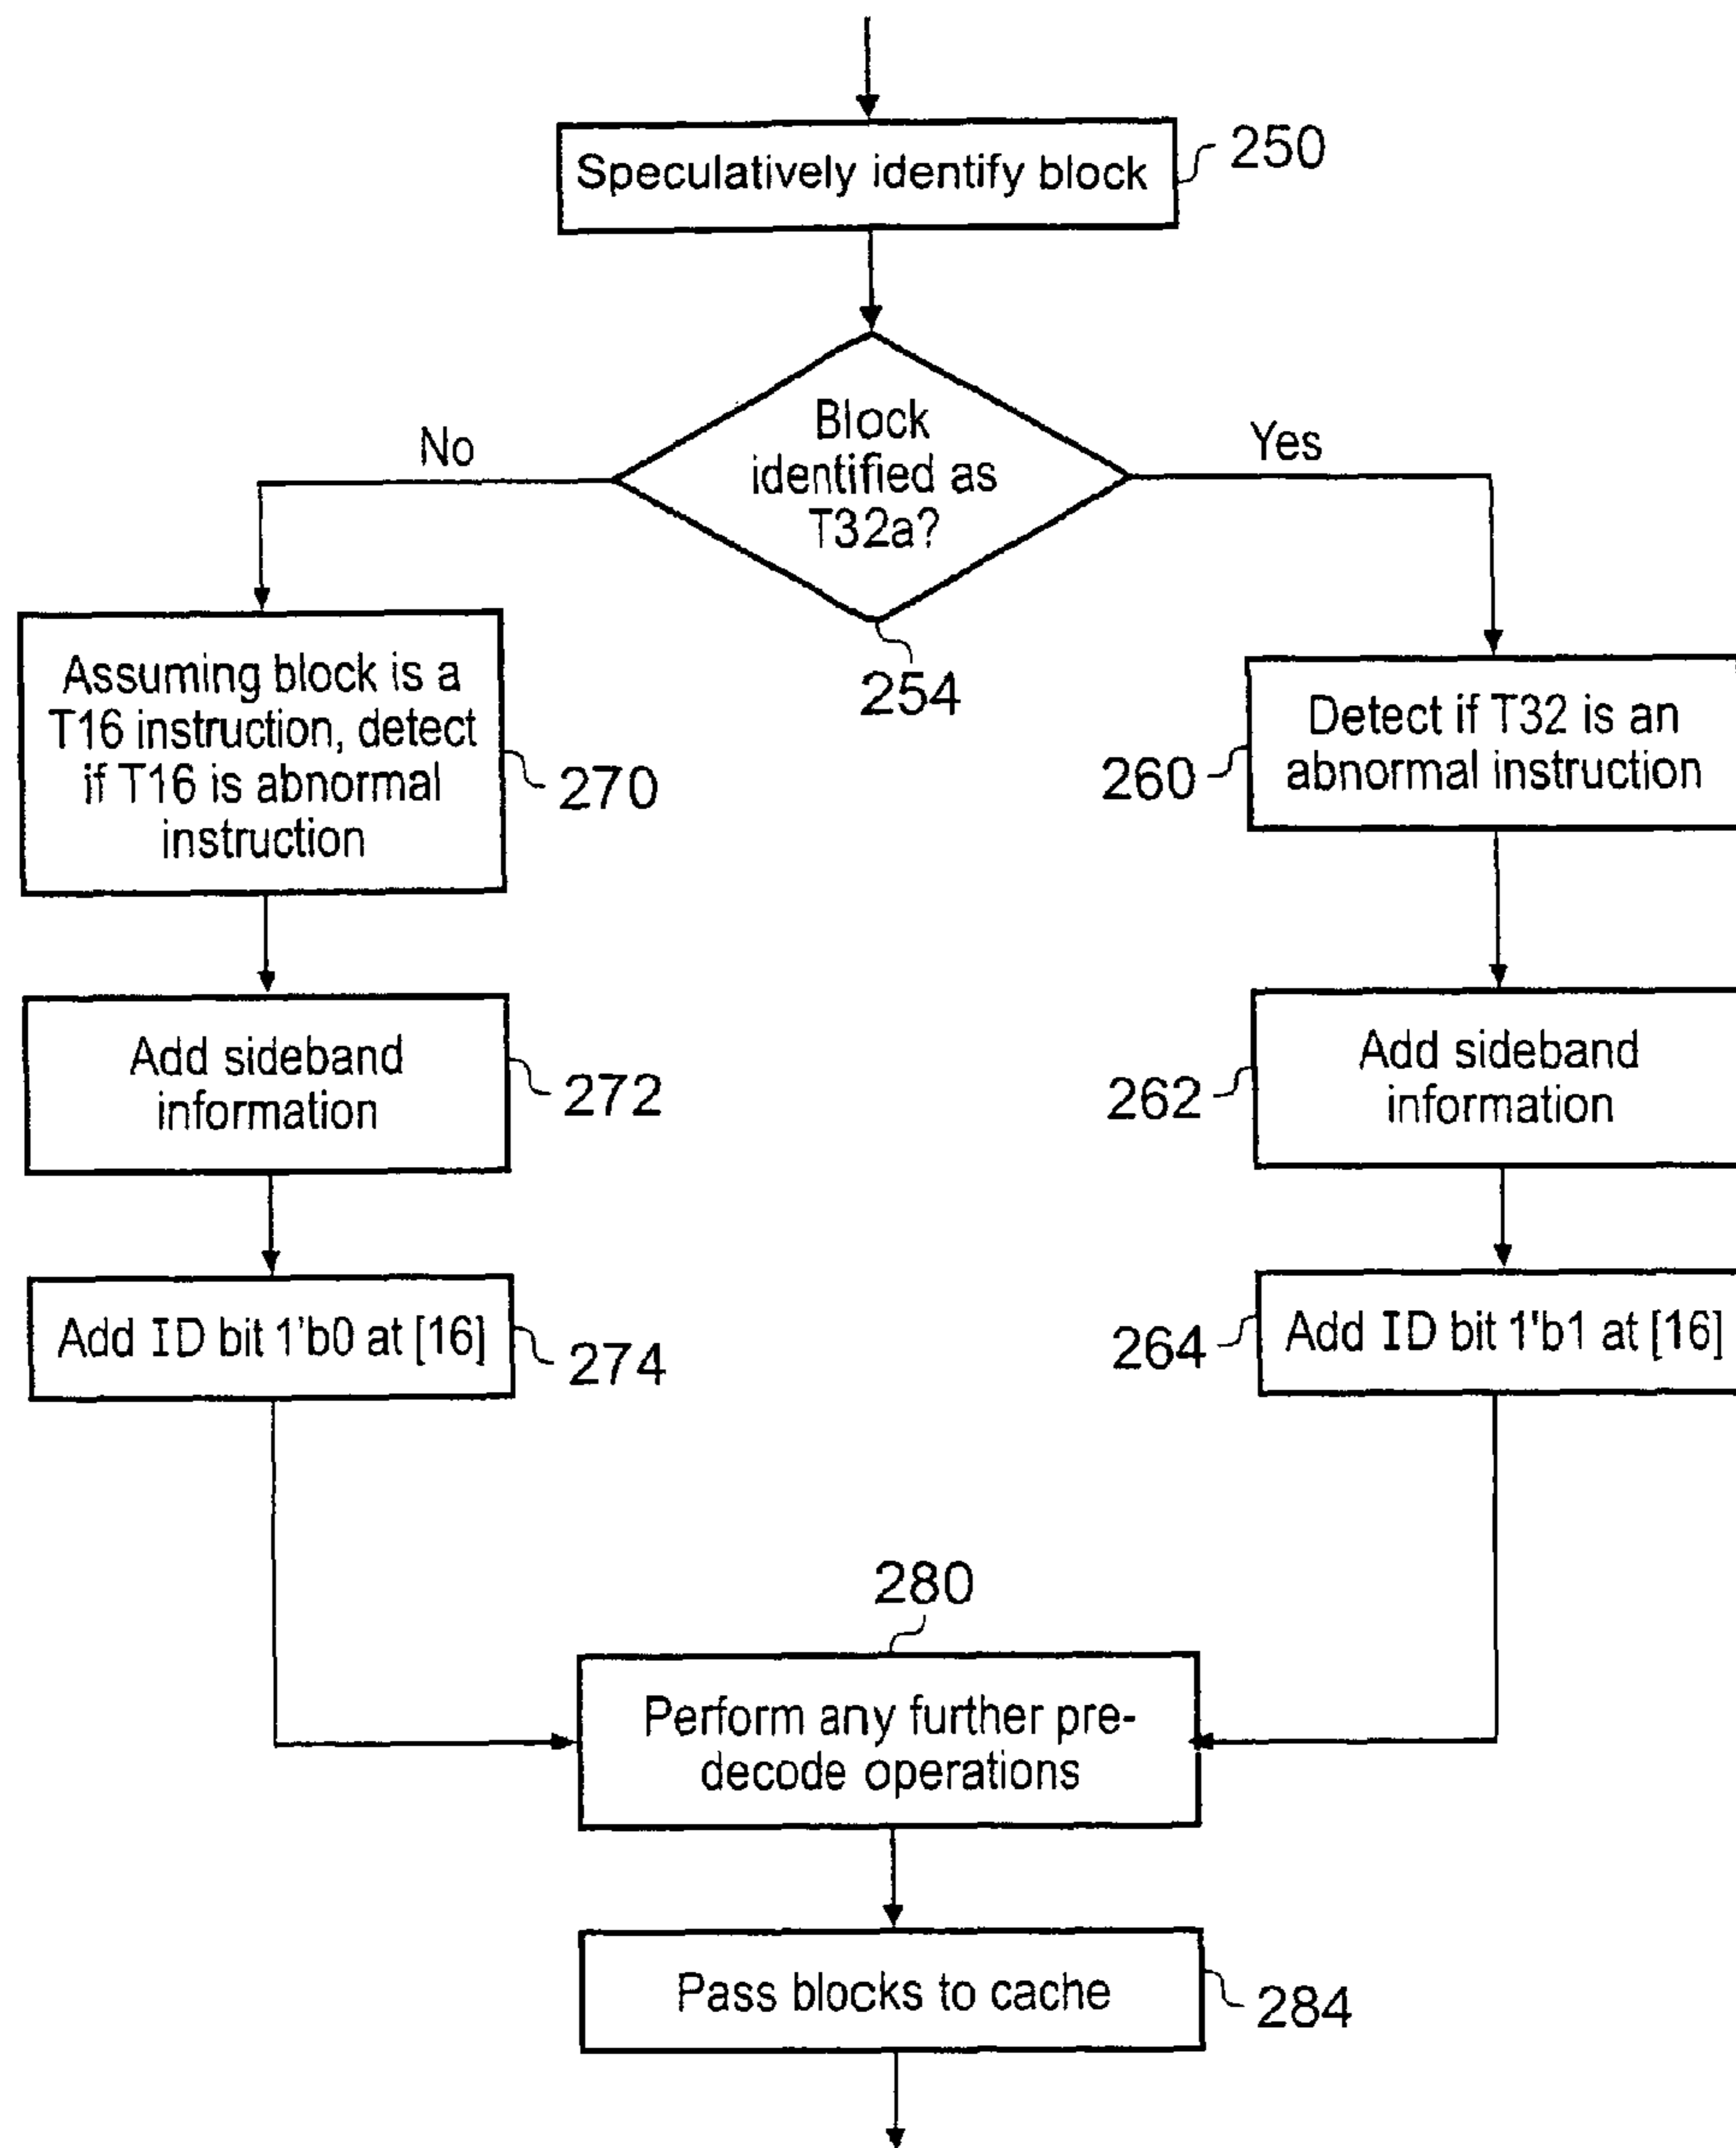 Speculatively identify block
250
Block
identified as
T32a?
No
Yes
254
Assuming block is a
T16 instruction, detect
if T16 is abnormal
instruction
270
Detect if T32 is an
abnormal instruction
260
Add sideband
information
272
Add sideband
information
262
Add ID bit 1'b0 at [16]
274
Add ID bit 1'b1 at [16]
264
280
Perform any further pre-
decode operations
Pass blocks to cache
284